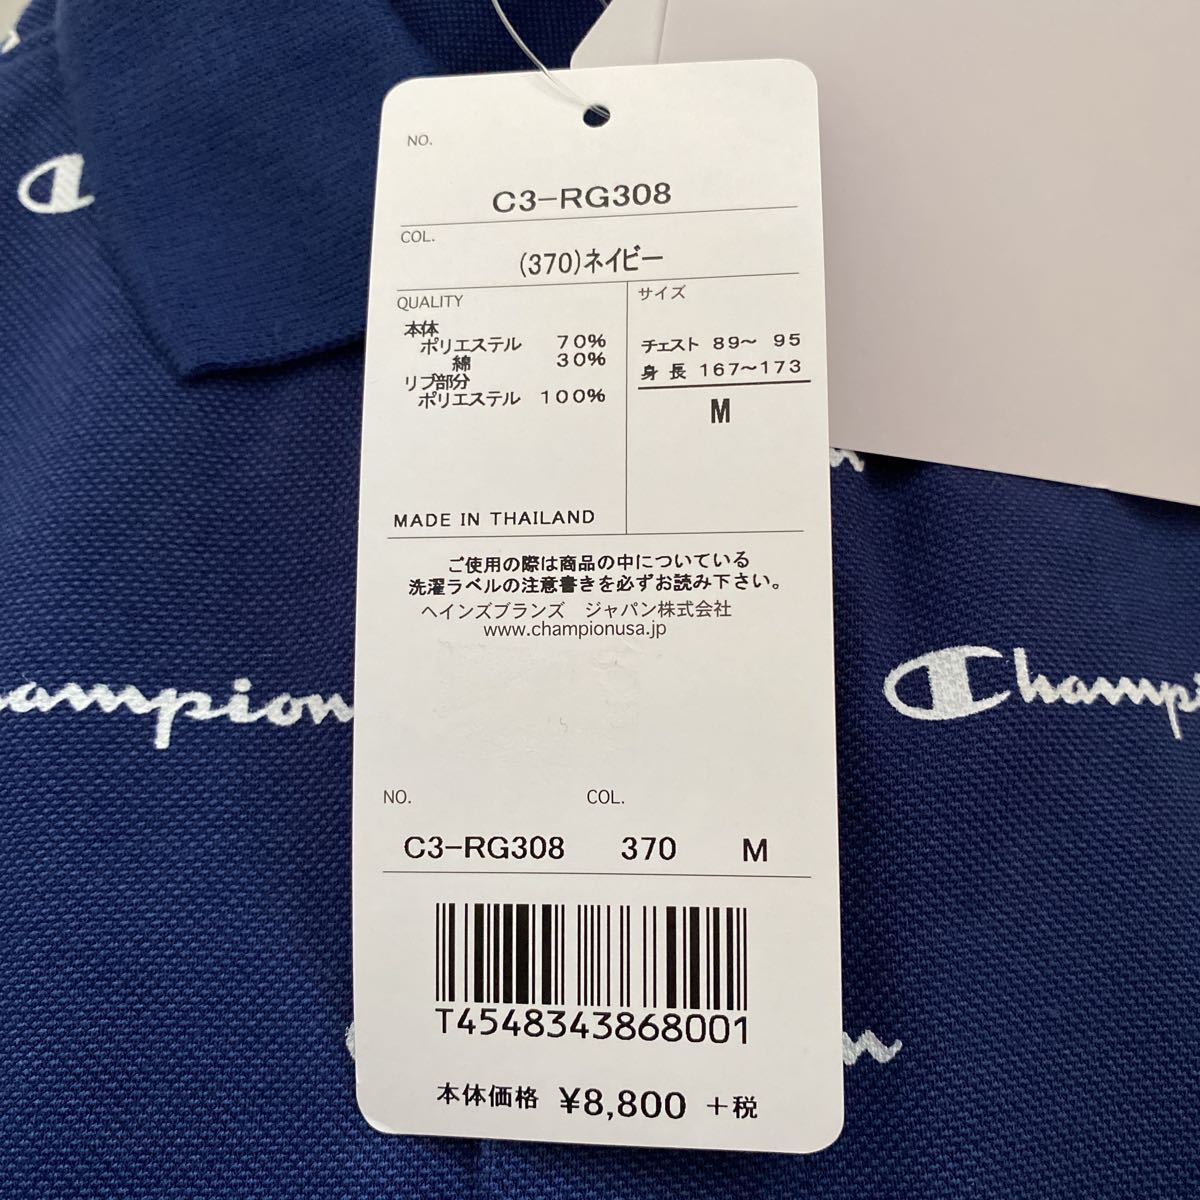 NO.
C3-RG308
COL.
(370)ネイビー
QUALITY
本体
ポリエステル 70%
綿 30%
リブ部分
ポリエステル 100%
MADE IN THAILAND
サイズ
チェスト 89〜 95
身長 167〜173
M
ご使用の際は商品の中についている
洗濯ラベルの注意書きを必ずお読み下さい。
ヘインズブランズ ジャパン株式会社
www.championusa.jp
NO. COL.
C3-RG308 370 M
T4548343868001
本体価格 ¥8,800 +税
hampion
Champi